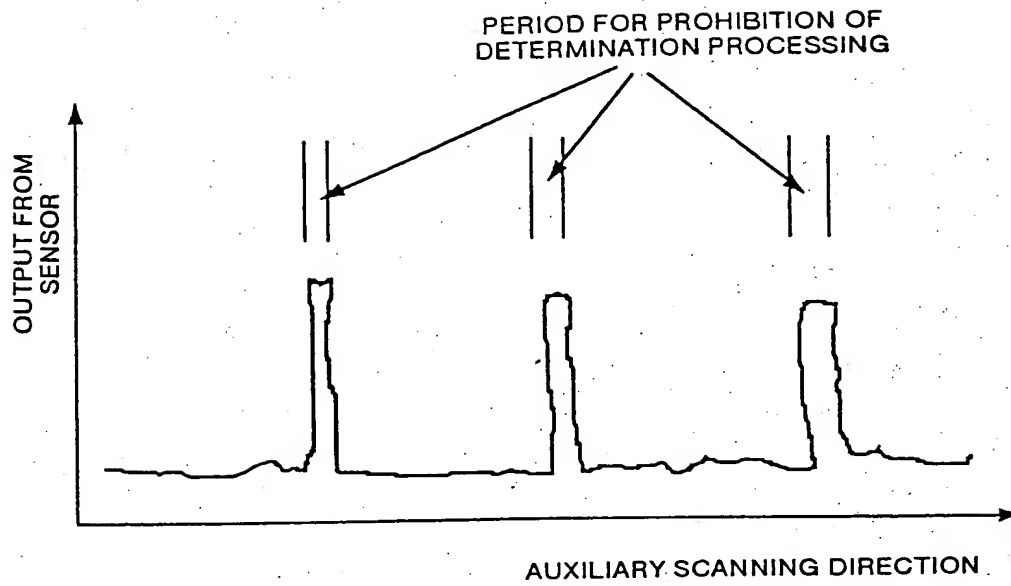 PERIOD FOR PROHIBITION OF
DETERMINATION PROCESSING
OUTPUT FROM
SENSOR
AUXILIARY SCANNING DIRECTION